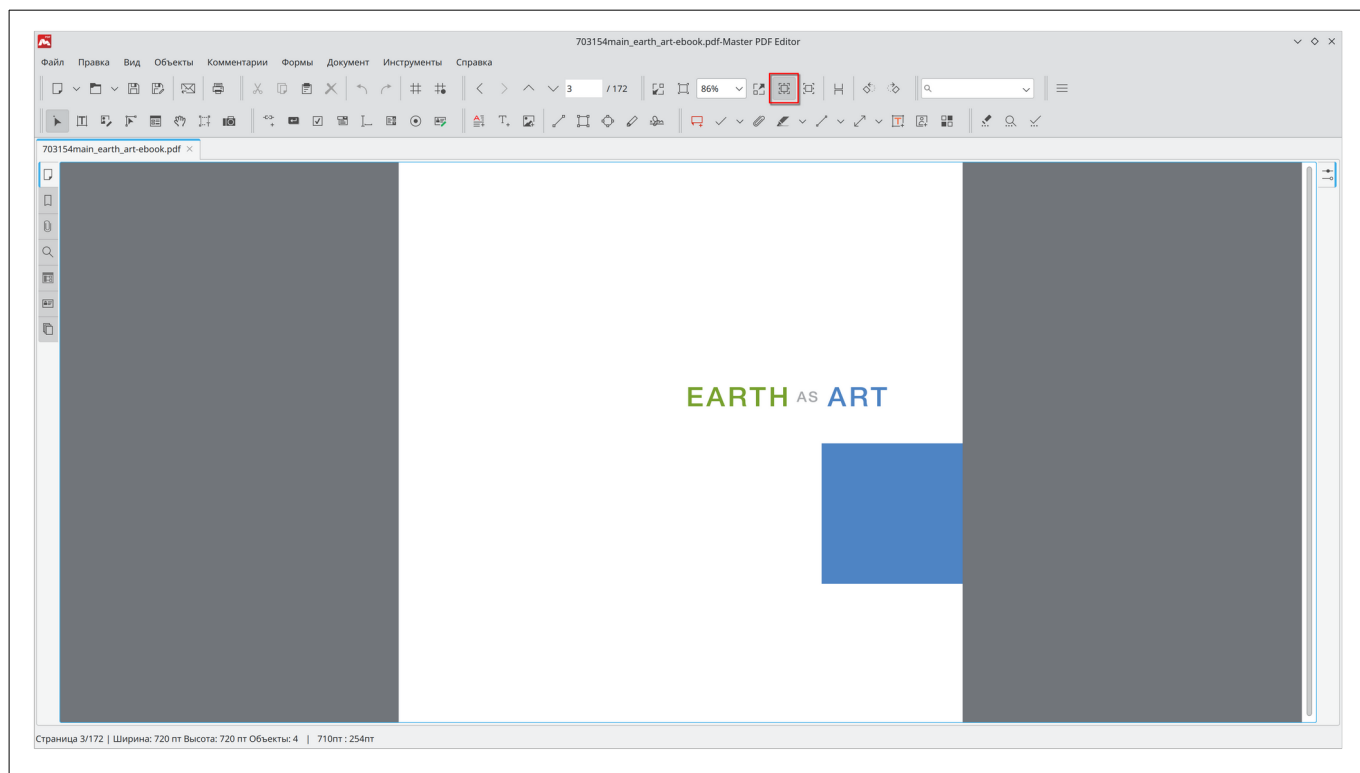 703154main_earth_art-ebook.pdf-Master PDF Editor
Файл Правка Вид Объекты Комментарии Формы Документ Инструменты Справка
3 / 172 86%
703154main_earth_art-ebook.pdf
EARTH AS ART
Страница 3/172 | Ширина: 720 пт Высота: 720 пт Объекты: 4 | 710пт : 254пт